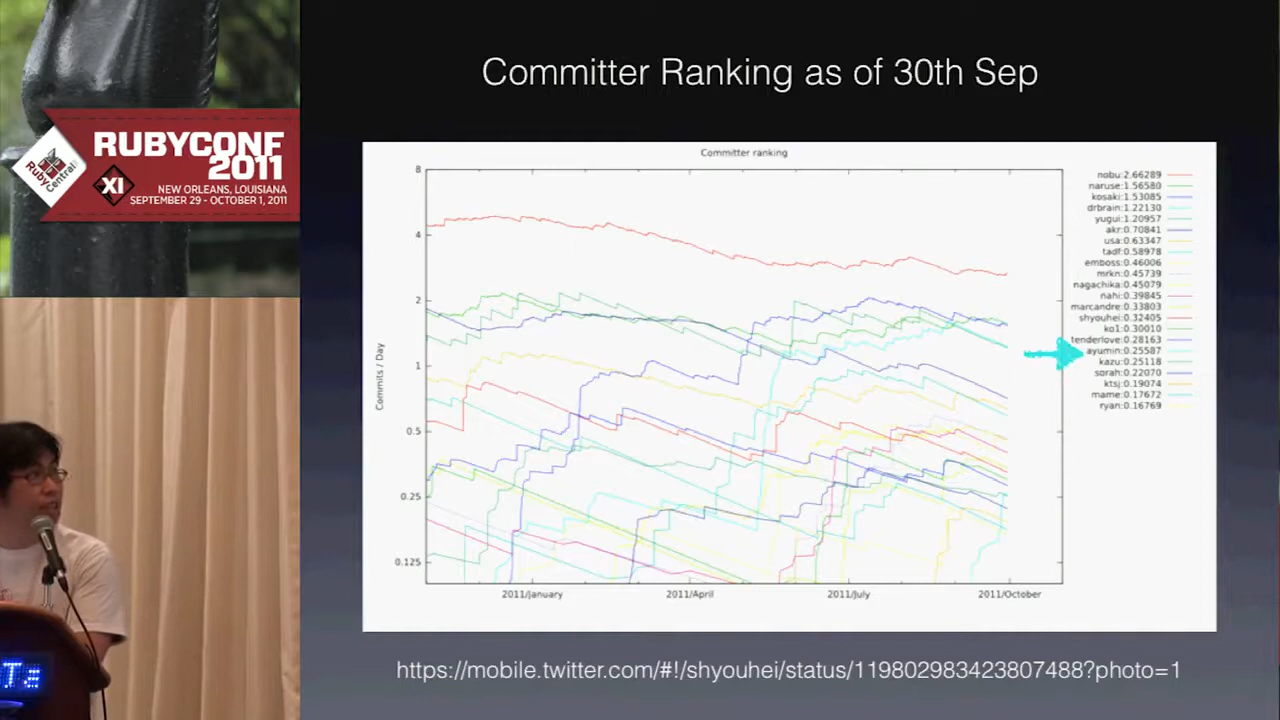 RUBYCONF
2011
RubyCentral
XI
NEW ORLEANS, LOUISIANA
SEPTEMBER 29 - OCTOBER 1, 2011
Ta
Committer Ranking as of 30th Sep
Committer ranking
8
4
2
1
0.5
0.25
0.125
Commits / Day
2011/January
2011/April
2011/July
2011/October
nobu:2.66289
naruse:1.56580
kosaki:1.53085
drbrain:1.22130
yugui:1.20957
akr:0.70841
usa:0.63347
tadf:0.58978
emboss:0.46006
mrkn:0.45739
nagachika:0.45079
nahi:0.39845
marcandre:0.33803
shyouhei:0.32405
ko1:0.30010
tenderlove:0.28163
ayumin:0.25587
kazu:0.25118
sorah:0.22070
ktsj:0.19074
mame:0.17672
ryan:0.16769
https://mobile.twitter.com/#!/shyouhei/status/119802983423807488?photo=1